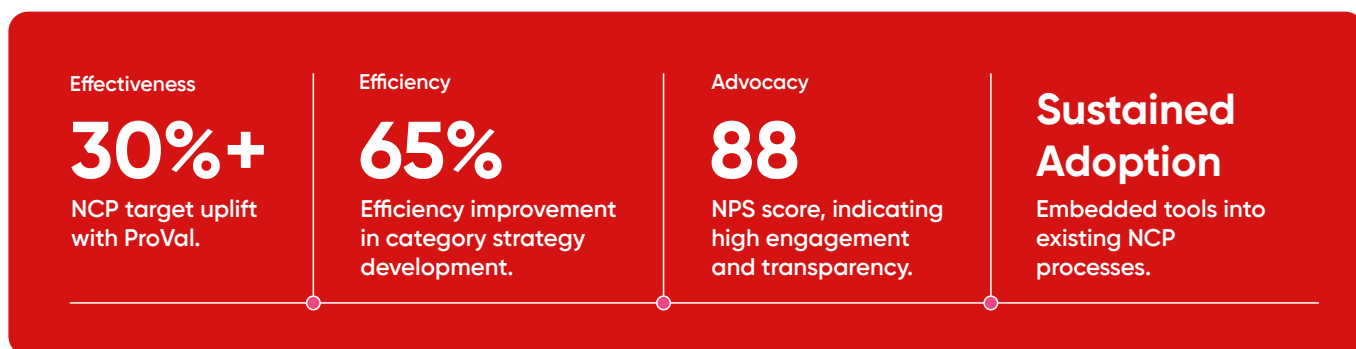 Effectiveness
30%+
NCP target uplift
with ProVal.
Efficiency
65%
Efficiency improvement
in category strategy
development.
Advocacy
88
NPS score, indicating
high engagement
and transparency.
Sustained
Adoption
Embedded tools into
existing NCP
processes.